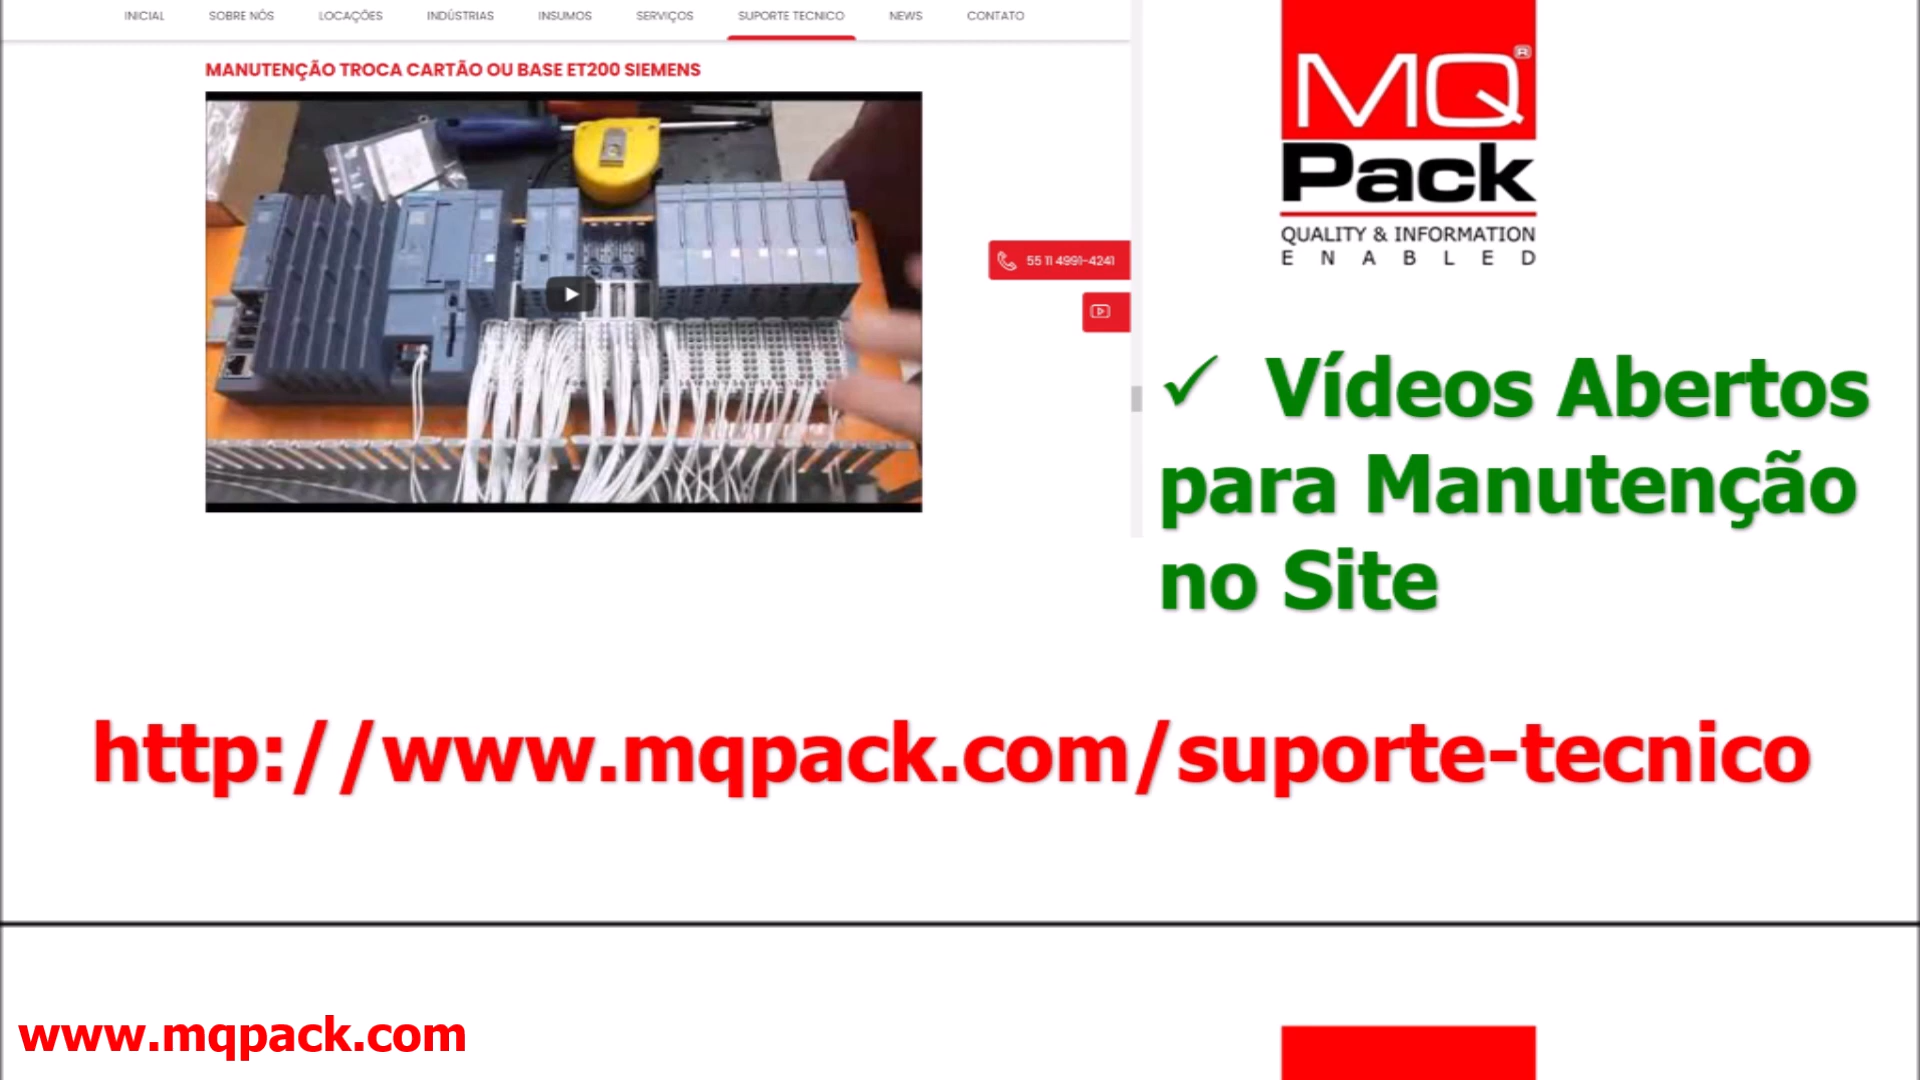 INICIAL SOBRE NÓS LOCAÇÕES INDÚSTRIAS INSUMOS SERVIÇOS SUPORTE TECNICO NEWS CONTATO
MANUTENÇÃO TROCA CARTÃO OU BASE ET200 SIEMENS
55 11 4991-4241
MQ®
Pack
QUALITY & INFORMATION
ENABLED
✓ Vídeos Abertos
para Manutenção
no Site
http://www.mqpack.com/suporte-tecnico
www.mqpack.com